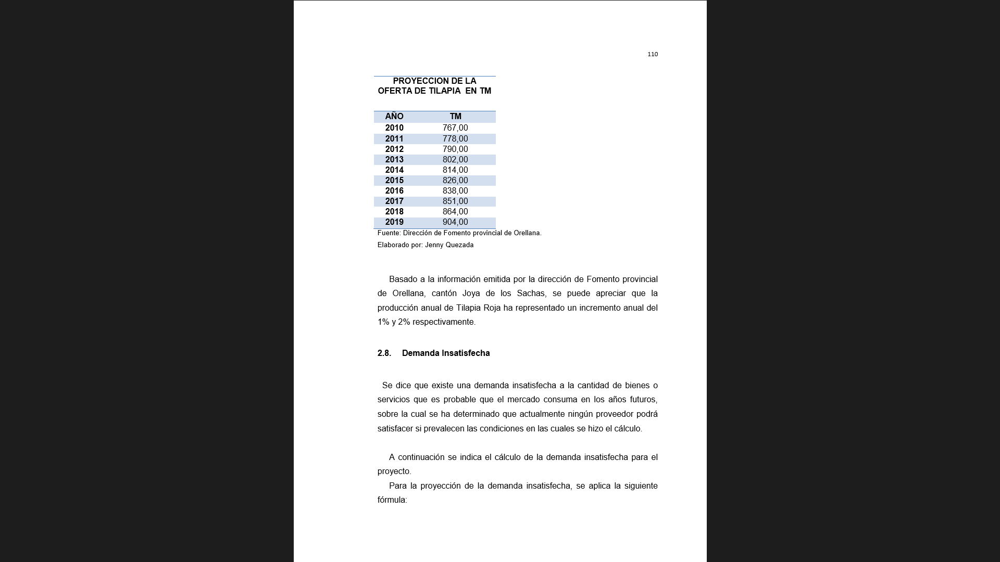 110
PROYECCION DE LA
OFERTA DE TILAPIA  EN TM
AÑO TM
2010 767,00
2011 778,00
2012 790,00
2013 802,00
2014 814,00
2015 826,00
2016 838,00
2017 851,00
2018 864,00
2019 904,00
Fuente: Dirección de Fomento provincial de Orellana.
Elaborado por: Jenny Quezada
Basado a la información emitida por la dirección de Fomento provincial
de Orellana, cantón Joya de los Sachas, se puede apreciar que la
producción anual de Tilapia Roja ha representado un incremento anual del
1% y 2% respectivamente.
2.8. Demanda Insatisfecha
Se dice que existe una demanda insatisfecha a la cantidad de bienes o
servicios que es probable que el mercado consuma en los años futuros,
sobre la cual se ha determinado que actualmente ningún proveedor podrá
satisfacer si prevalecen las condiciones en las cuales se hizo el cálculo.
A continuación se indica el cálculo de la demanda insatisfecha para el
proyecto.
Para la proyección de la demanda insatisfecha, se aplica la siguiente
fórmula: